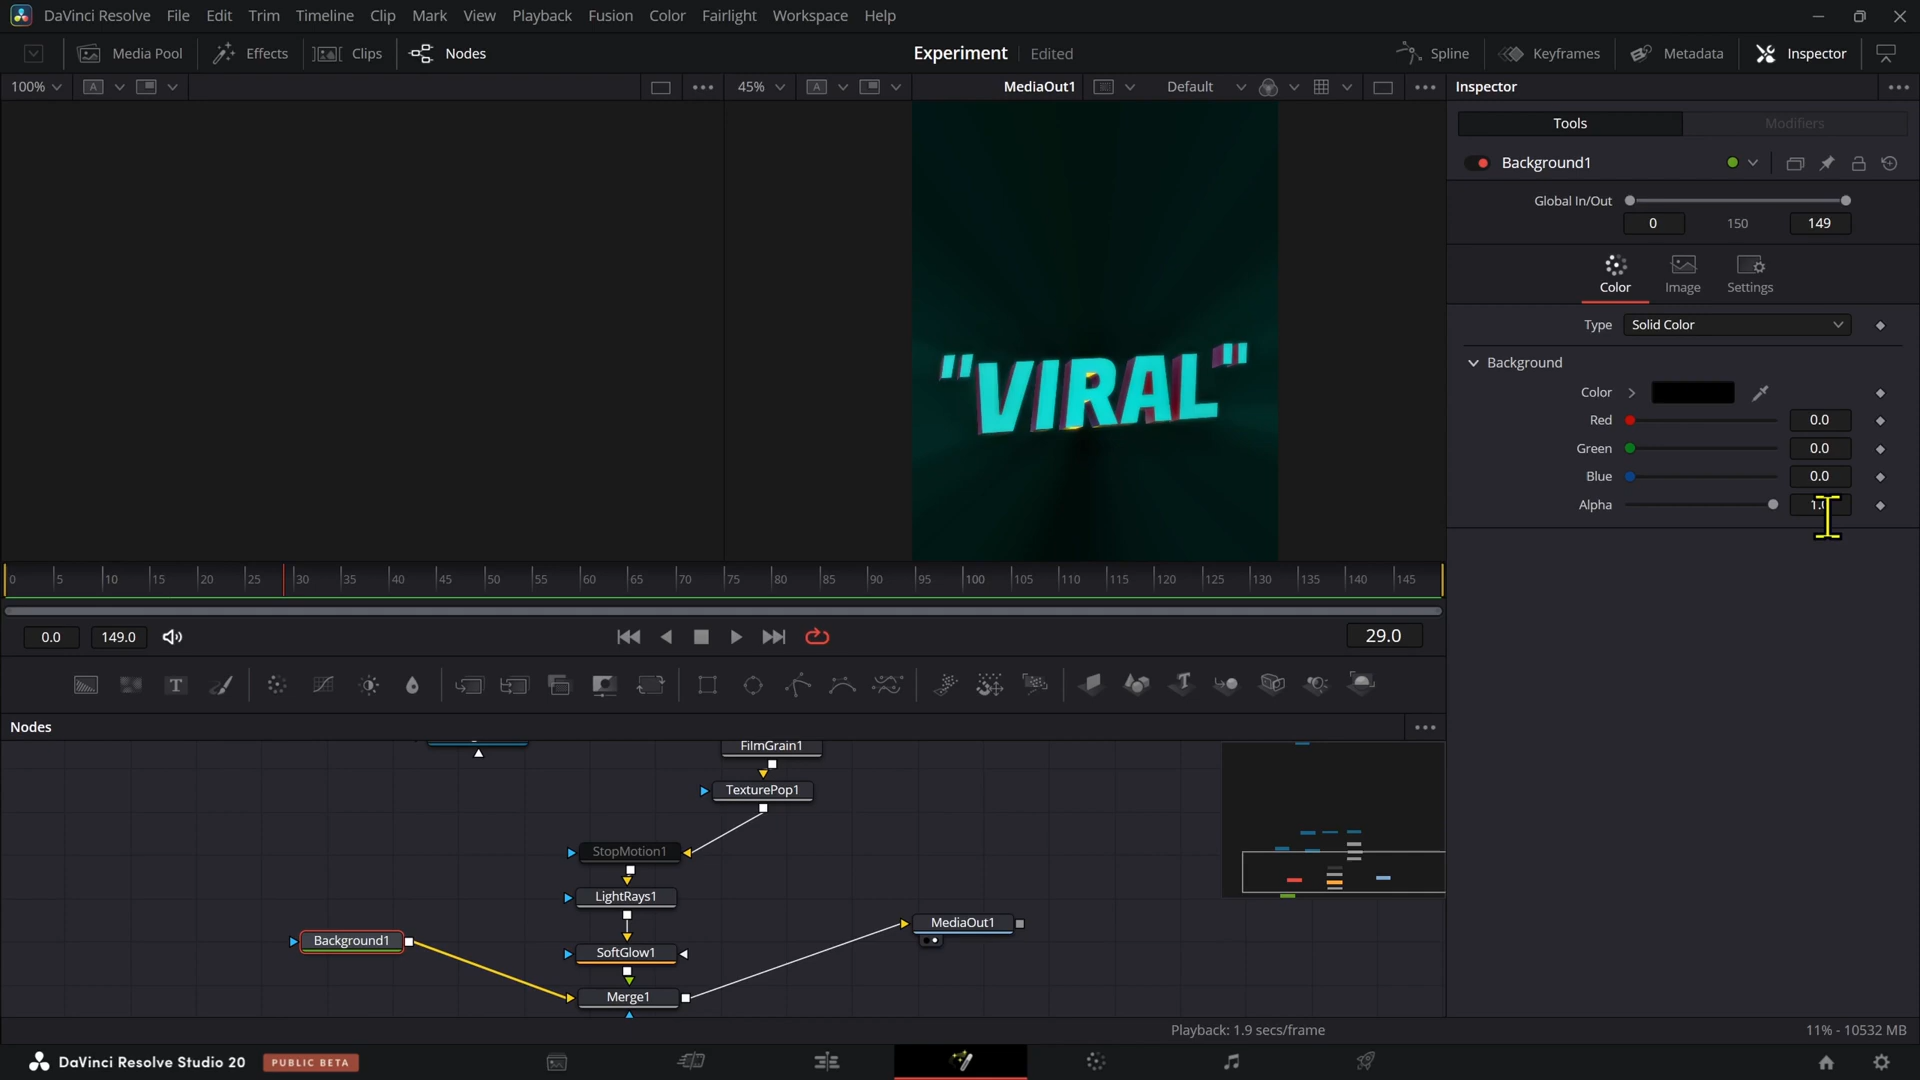 DaVinci Resolve File Edit Trim Timeline Clip Mark View Playback Fusion Color Fairlight Workspace Help
Media Pool Effects Clips Nodes Experiment Edited Spline Keyframes Metadata Inspector
100% A 45% A MediaOut1 Default Inspector
Tools Modifiers
Background1
Global In/Out
0 150 149
Color Image Settings
Type Solid Color
Background
Color
Red 0.0
Green 0.0
Blue 0.0
Alpha
"VIRAL"
0 5 10 15 20 25 30 35 40 45 50 55 60 65 70 75 80 85 90 95 100 105 110 115 120 125 130 135 140 145
0.0 149.0 29.0
T T
Nodes
FilmGrain1
TexturePop1
StopMotion1
LightRays1
MediaOut1
Background1
SoftGlow1
Merge1
Playback: 1.9 secs/frame 11% - 10532 MB
DaVinci Resolve Studio 20 PUBLIC BETA